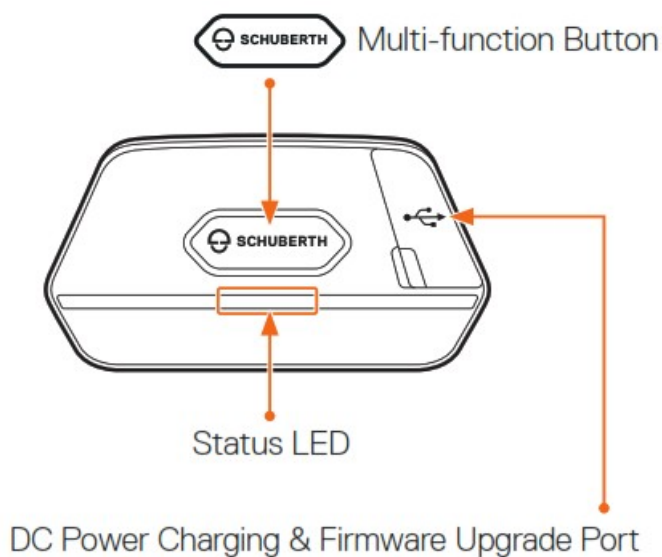 SCHUBERTH Multi-function Button
SCHUBERTH
Status LED
DC Power Charging & Firmware Upgrade Port